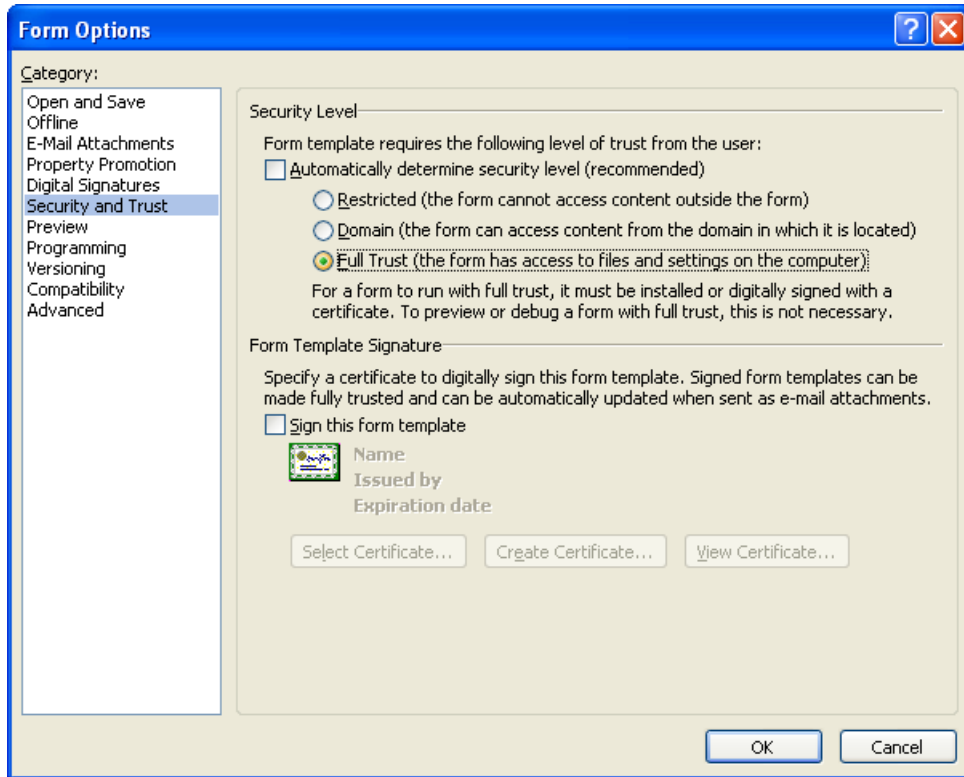 Form Options
Category:
Open and Save
Offline
E-Mail Attachments
Property Promotion
Digital Signatures
Security and Trust
Preview
Programming
Versioning
Compatibility
Advanced
Security Level
Form template requires the following level of trust from the user:
Automatically determine security level (recommended)
Restricted (the form cannot access content outside the form)
Domain (the form can access content from the domain in which it is located)
Full Trust (the form has access to files and settings on the computer)
For a form to run with full trust, it must be installed or digitally signed with a
certificate. To preview or debug a form with full trust, this is not necessary.
Form Template Signature
Specify a certificate to digitally sign this form template. Signed form templates can be
made fully trusted and can be automatically updated when sent as e-mail attachments.
Sign this form template
Name
Issued by
Expiration date
Select Certificate... Create Certificate... View Certificate...
OK Cancel